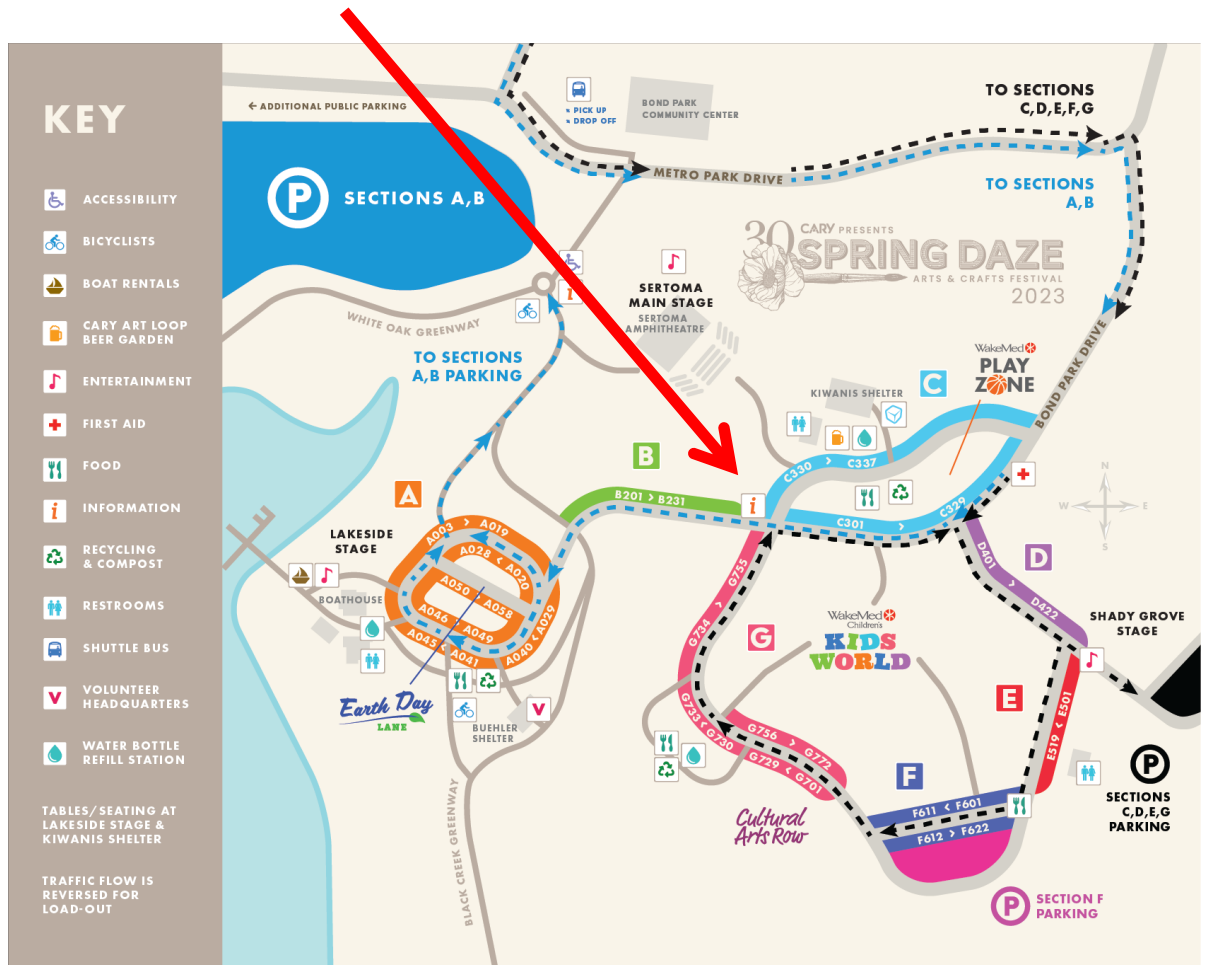 KEY
ACCESSIBILITY
BICYCLISTS
BOAT RENTALS
CARY ART LOOP
BEER GARDEN
ENTERTAINMENT
FIRST AID
FOOD
i
INFORMATION
RECYCLING
& COMPOST
RESTROOMS
SHUTTLE BUS
V
VOLUNTEER
HEADQUARTERS
WATER BOTTLE
REFILL STATION
TABLES/SEATING AT
LAKESIDE STAGE &
KIWANIS SHELTER
TRAFFIC FLOW IS
REVERSED FOR
LOAD-OUT
← ADDITIONAL PUBLIC PARKING
PICK UP
DROP OFF
BOND PARK
COMMUNITY CENTER
TO SECTIONS
C,D,E,F,G
METRO PARK DRIVE
TO SECTIONS
A,B
P
SECTIONS A,B
30
CARY PRESENTS
SPRING DAZE
ARTS & CRAFTS FESTIVAL
2023
i
SERTOMA
MAIN STAGE
SERTOMA
AMPHITHEATRE
WHITE OAK GREENWAY
TO SECTIONS
A,B PARKING
BOND PARK DRIVE
WakeMed
PLAY
ZONE
KIWANIS SHELTER
C
C330 > C337
B
B201 > B231
i
C301 > C329
N
W
E
S
A
LAKESIDE
STAGE
A003 > A019
A028 < A020
A050 > A058
A046 > A049
A045 < A041
A040 < A029
BOATHOUSE
Earth Day
LANE
BUEHLER
SHELTER
V
BLACK CREEK GREENWAY
D
D401 > D422
SHADY GROVE
STAGE
G734 > G755
G
WakeMed
Children's
KIDS
WORLD
E
E519 < E501
G733 < G730
G756 > G772
G729 < G701
F
F611 < F601
F612 > F622
Cultural
Arts Row
P
SECTIONS
C,D,E,G
PARKING
P
SECTION F
PARKING